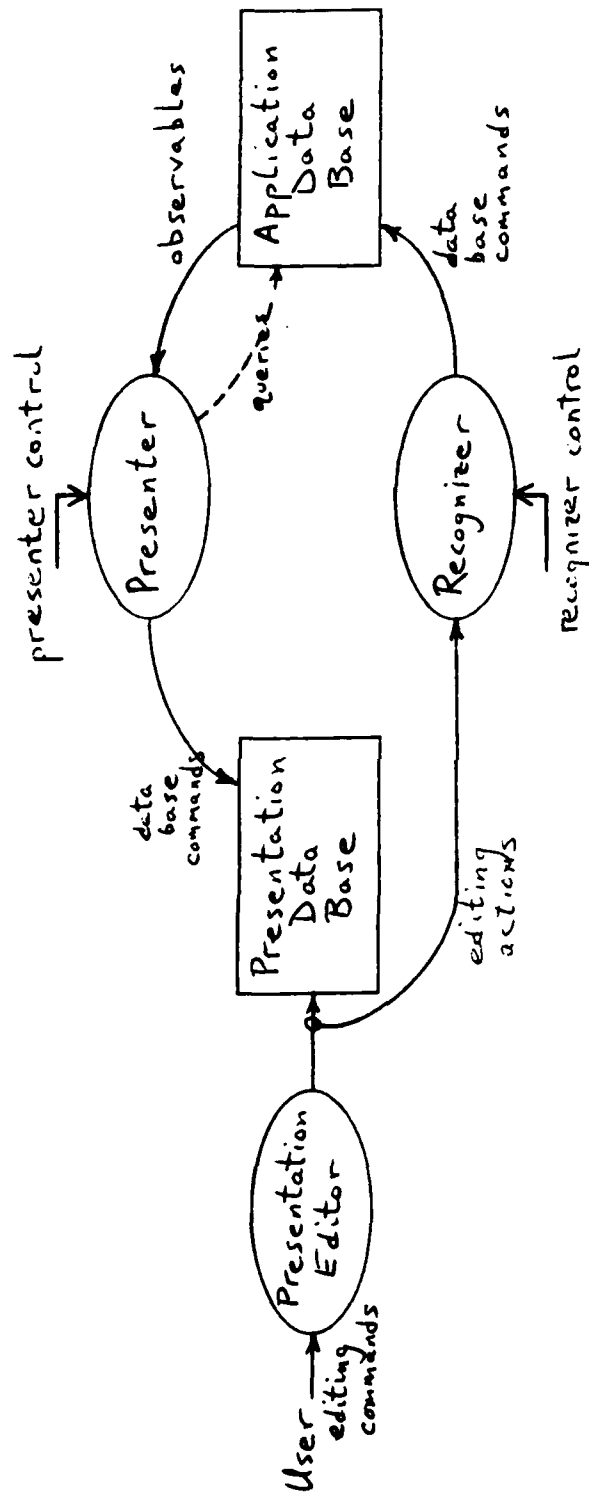 presenter control
observables
Presenter
queries
data
base
commands
Application
Data
Base
Presentation
Data
Base
Presentation
Editor
User
editing
commands
editing
actions
Recognizer
data
base
commands
recognizer control